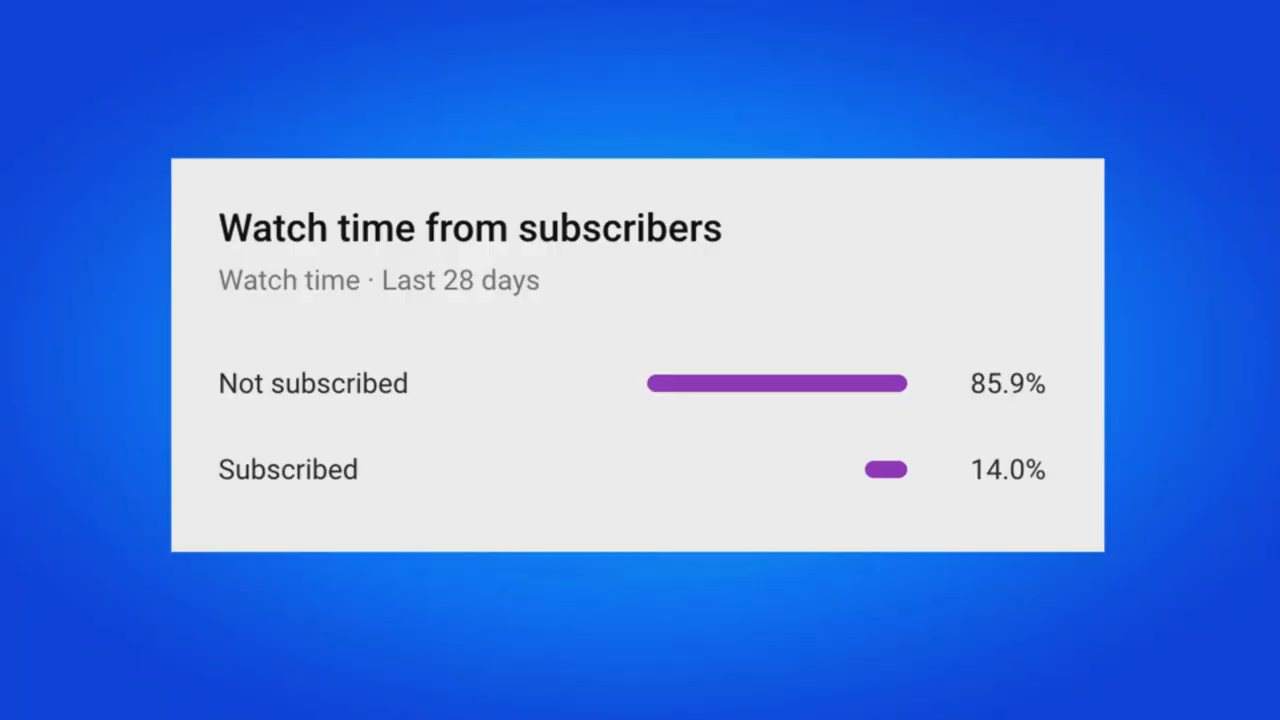 Watch time from subscribers
Watch time · Last 28 days
Not subscribed 85.9%
Subscribed 14.0%